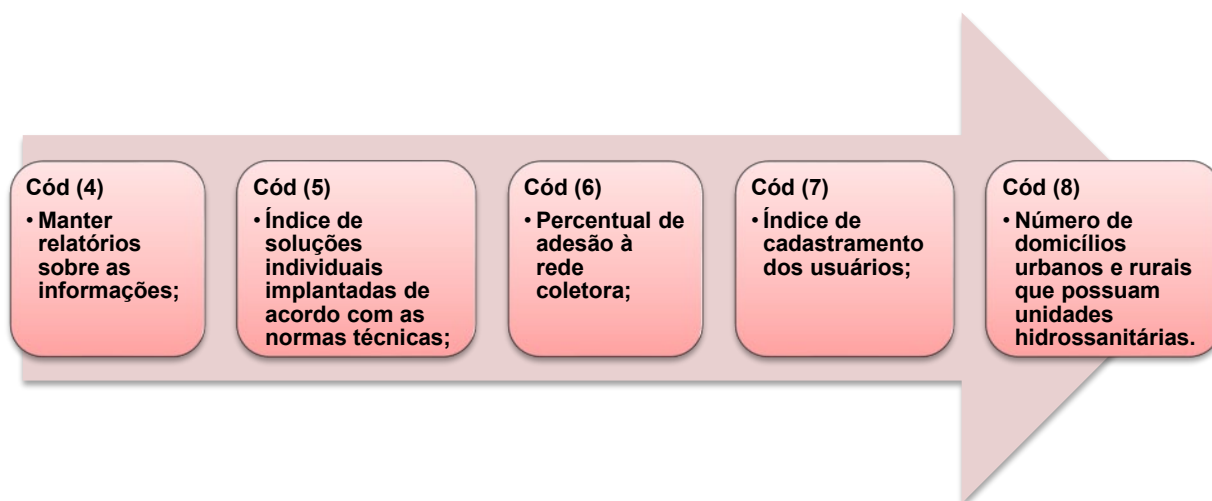 Cód (4)
• Manter
relatórios
sobre as
informações;
Cód (5)
• Índice de
soluções
individuais
implantadas de
acordo com as
normas técnicas;
Cód (6)
• Percentual de
adesão à
rede
coletora;
Cód (7)
• Índice de
cadastramento
dos usuários;
Cód (8)
• Número de
domicílios
urbanos e rurais
que possuam
unidades
hidrossanitárias.